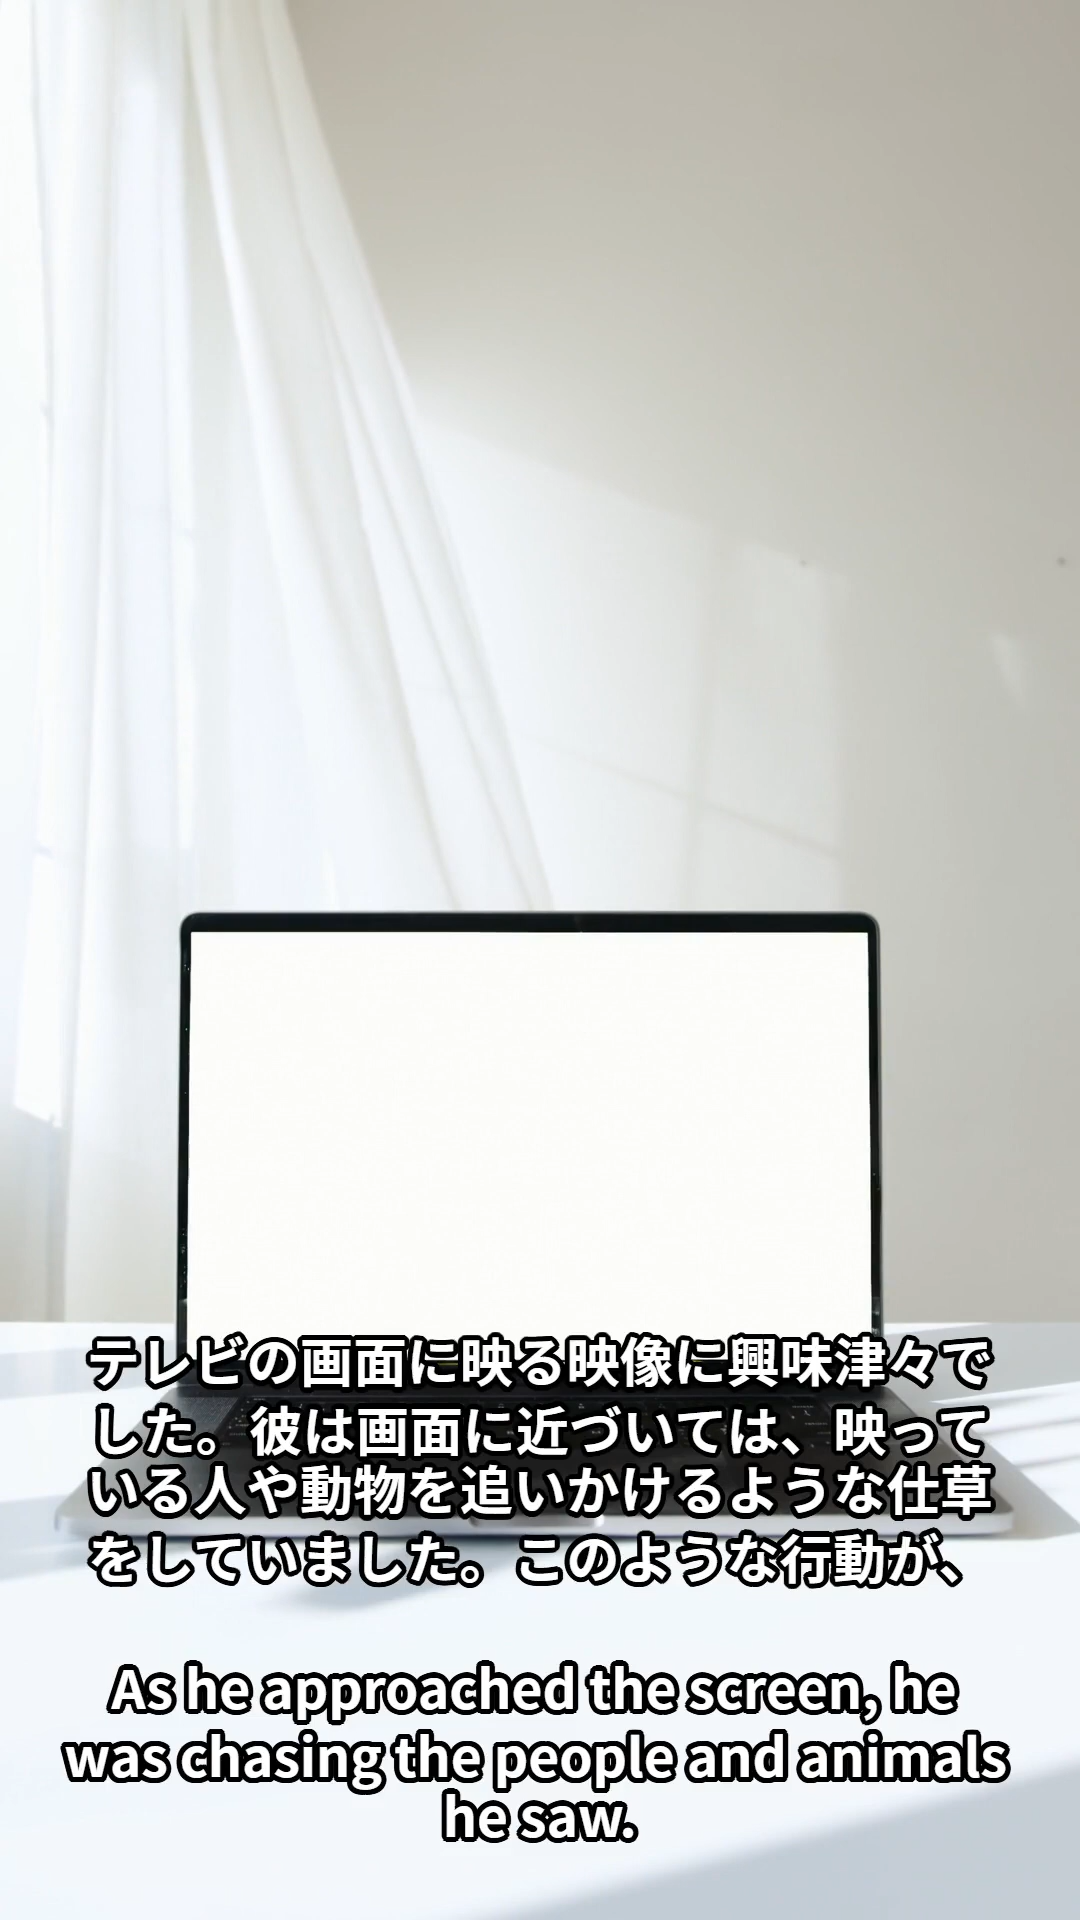 テレビの画面に映る映像に興味津々で
した。彼は画面に近づいては、映って
いる人や動物を追いかけるような仕草
をしていました。このような行動が、
As he approached the screen, he
was chasing the people and animals
he saw.